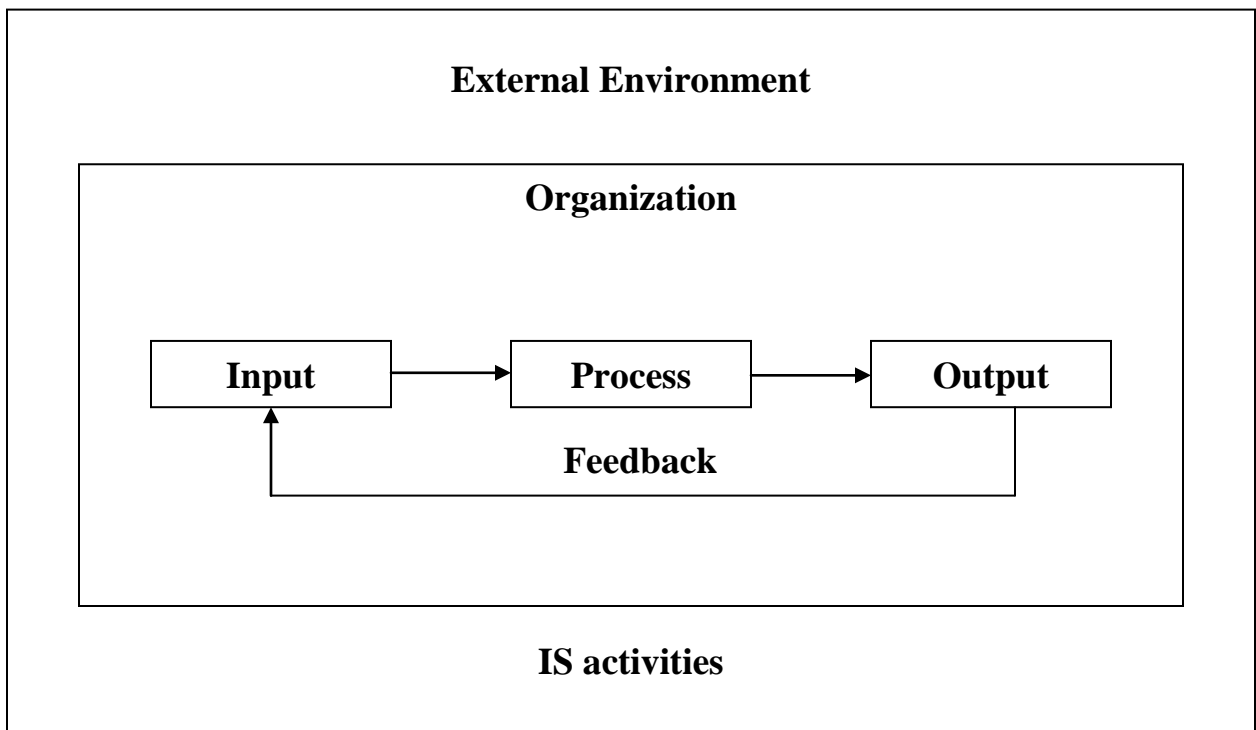 External Environment
Organization
Input
Process
Output
Feedback
IS activities